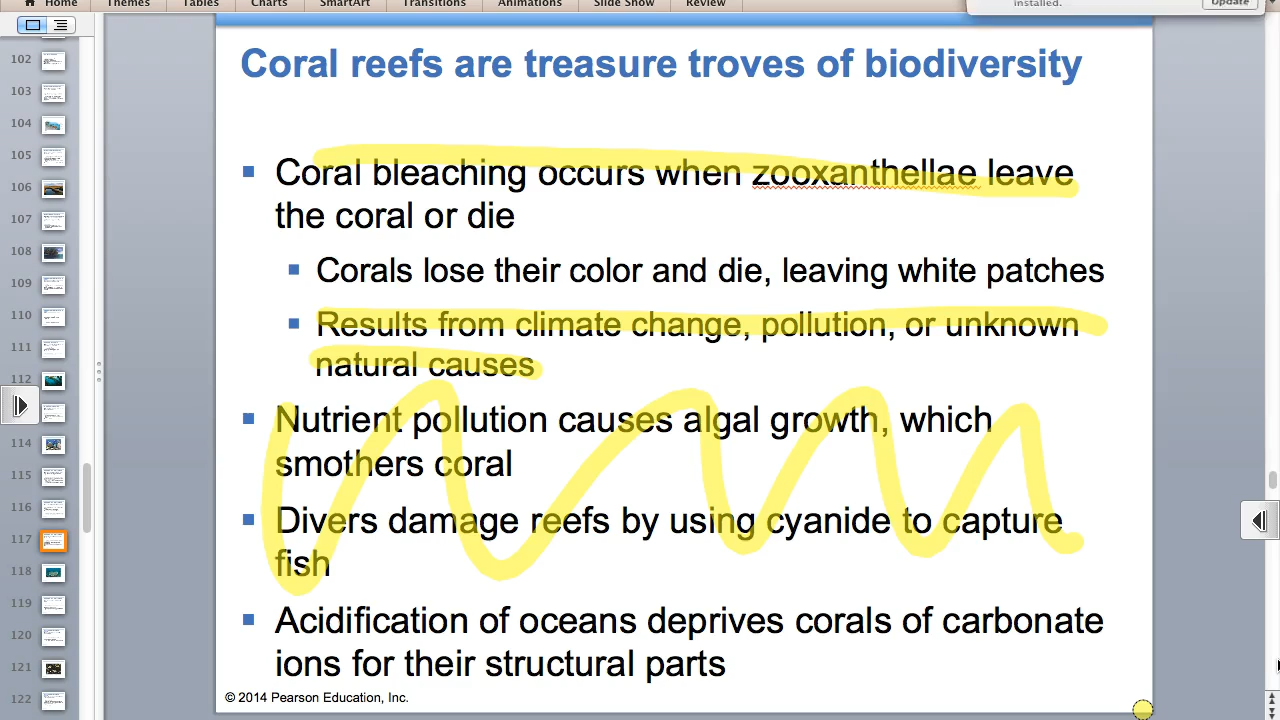 Home Themes Tables Charts SmartArt Transitions Animations Slide Show Review
installed. Update
102
103
104
105
106
107
108
109
110
111
112
114
115
116
117
118
119
120
121
122
Coral reefs are treasure troves of biodiversity
Coral bleaching occurs when zooxanthellae leave
the coral or die
Corals lose their color and die, leaving white patches
Results from climate change, pollution, or unknown
natural causes
Nutrient pollution causes algal growth, which
smothers coral
Divers damage reefs by using cyanide to capture
fish
Acidification of oceans deprives corals of carbonate
ions for their structural parts
© 2014 Pearson Education, Inc.